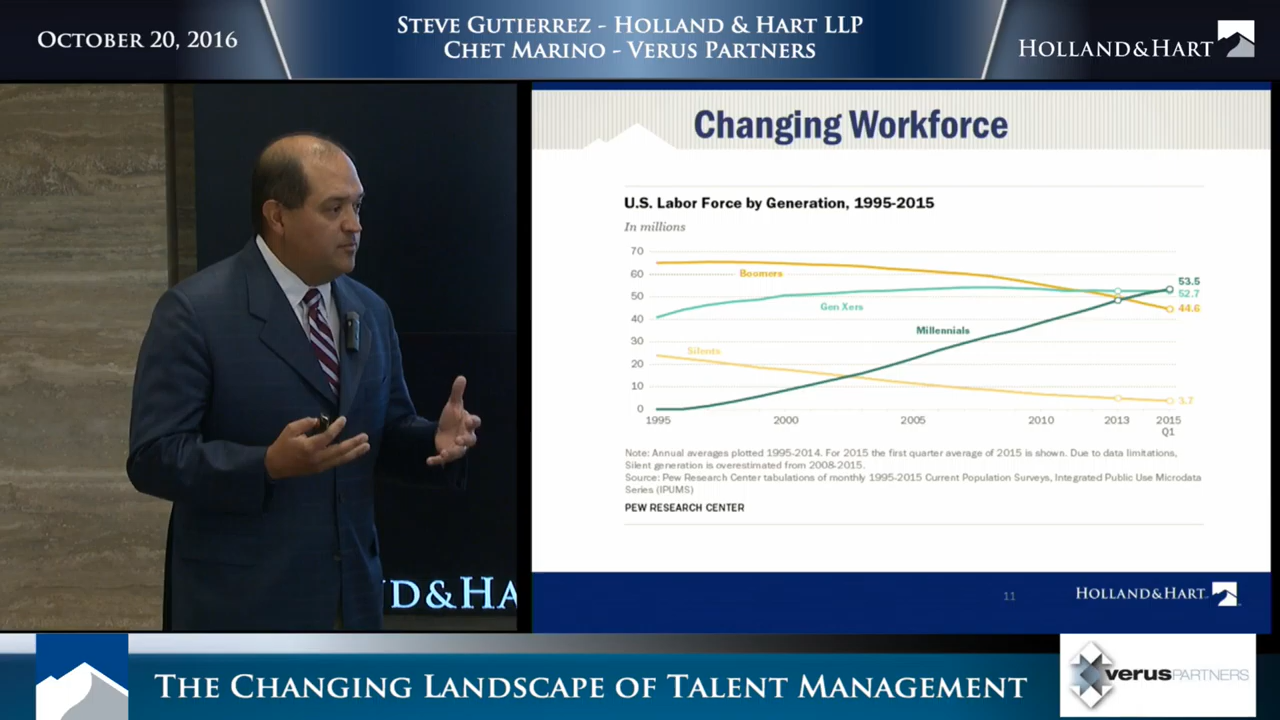 OCTOBER 20, 2016
STEVE GUTIERREZ - HOLLAND & HART LLP
CHET MARINO - VERUS PARTNERS
HOLLAND&HART
Changing Workforce
U.S. Labor Force by Generation, 1995-2015
In millions
70
60
50
40
30
20
10
0
Boomers
Gen Xers
Millennials
Silents
53.5
52.7
44.6
3.7
1995
2000
2005
2010
2013
2015
Q1
Note: Annual averages plotted 1995-2014. For 2015 the first quarter average of 2015 is shown. Due to data limitations,
Silent generation is overestimated from 2008-2015.
Source: Pew Research Center tabulations of monthly 1995-2015 Current Population Surveys, Integrated Public Use Microdata
Series (IPUMS)
PEW RESEARCH CENTER
11
HOLLAND&HART
ND&HA
THE CHANGING LANDSCAPE OF TALENT MANAGEMENT
verusPARTNERS